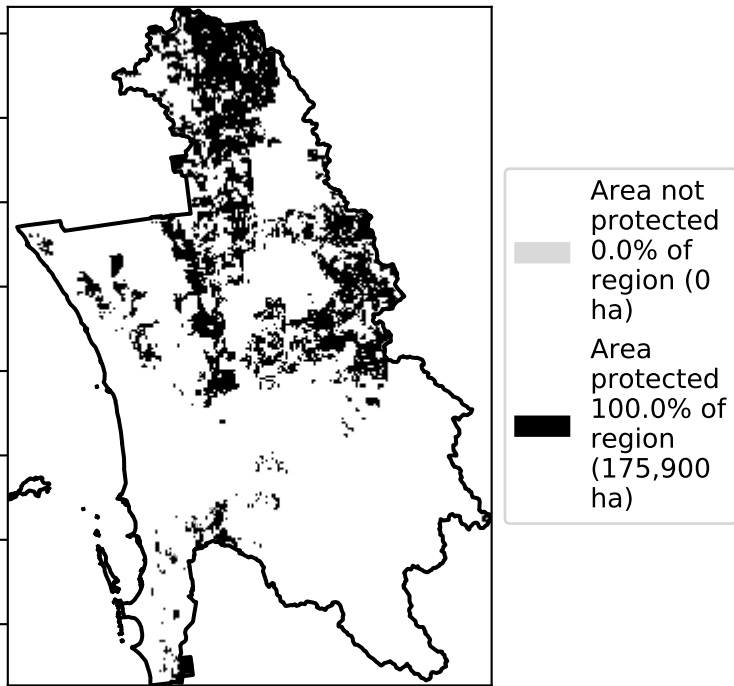 Area not
protected
0.0% of
region (0
ha)
Area
protected
100.0% of
region
(175,900
ha)